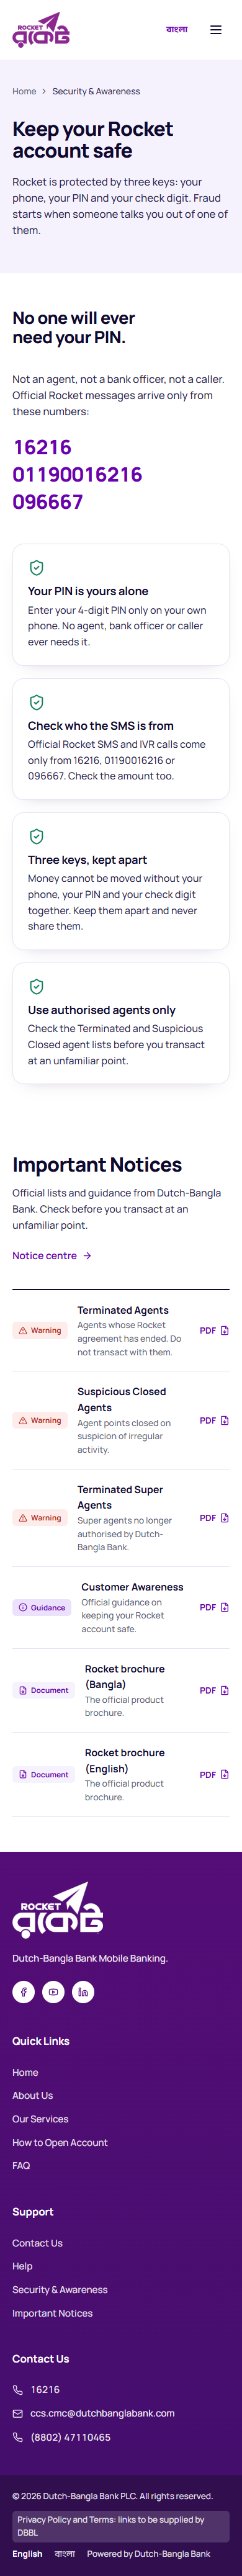 ROCKET
রকেট
বাংলা
Home > Security & Awareness
Keep your Rocket
account safe
Rocket is protected by three keys: your
phone, your PIN and your check digit. Fraud
starts when someone talks you out of one of
them.
No one will ever
need your PIN.
Not an agent, not a bank officer, not a caller.
Official Rocket messages arrive only from
these numbers:
16216
01190016216
096667
Your PIN is yours alone
Enter your 4-digit PIN only on your own
phone. No agent, bank officer or caller
ever needs it.
Check who the SMS is from
Official Rocket SMS and IVR calls come
only from 16216, 01190016216 or
096667. Check the amount too.
Three keys, kept apart
Money cannot be moved without your
phone, your PIN and your check digit
together. Keep them apart and never
share them.
Use authorised agents only
Check the Terminated and Suspicious
Closed agent lists before you transact
at an unfamiliar point.
Important Notices
Official lists and guidance from Dutch-Bangla
Bank. Check before you transact at an
unfamiliar point.
Notice centre →
Warning
Terminated Agents
Agents whose Rocket
agreement has ended. Do
not transact with them.
PDF
Warning
Suspicious Closed
Agents
Agent points closed on
suspicion of irregular
activity.
PDF
Warning
Terminated Super
Agents
Super agents no longer
authorised by Dutch-
Bangla Bank.
PDF
Guidance
Customer Awareness
Official guidance on
keeping your Rocket
account safe.
PDF
Document
Rocket brochure
(Bangla)
The official product
brochure.
PDF
Document
Rocket brochure
(English)
The official product
brochure.
PDF
ROCKET
রকেট
Dutch-Bangla Bank Mobile Banking.
Quick Links
Home
About Us
Our Services
How to Open Account
FAQ
Support
Contact Us
Help
Security & Awareness
Important Notices
Contact Us
16216
ccs.cmc@dutchbanglabank.com
(8802) 47110465
© 2026 Dutch-Bangla Bank PLC. All rights reserved.
Privacy Policy and Terms: links to be supplied by
DBBL
English বাংলা Powered by Dutch-Bangla Bank